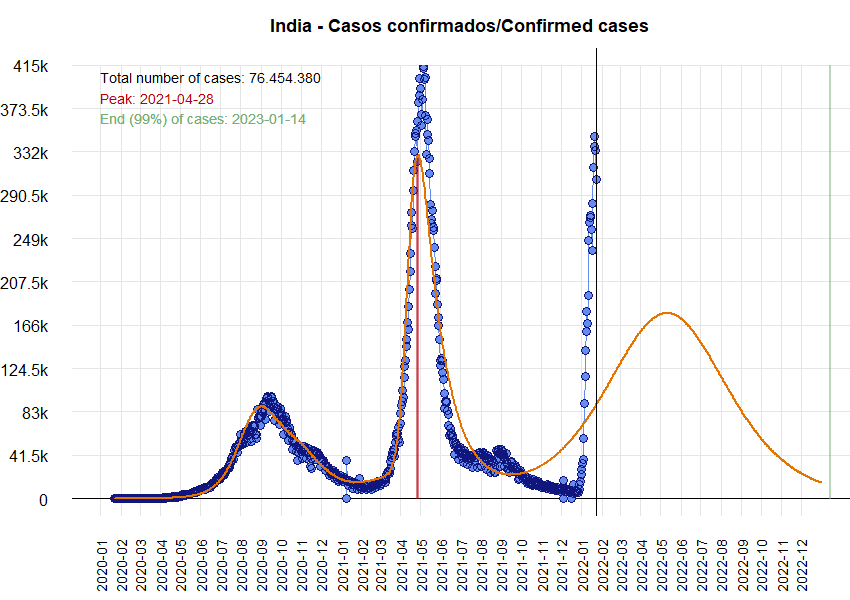 India - Casos confirmados/Confirmed cases
Total number of cases: 76.454.380
Peak: 2021-04-28
End (99%) of cases: 2023-01-14
415k
373.5k
332k
290.5k
249k
207.5k
166k
124.5k
83k
41.5k
0
2020-01
2020-02
2020-03
2020-04
2020-05
2020-06
2020-07
2020-08
2020-09
2020-10
2020-11
2020-12
2021-01
2021-02
2021-03
2021-04
2021-05
2021-06
2021-07
2021-08
2021-09
2021-10
2021-11
2021-12
2022-01
2022-02
2022-03
2022-04
2022-05
2022-06
2022-07
2022-08
2022-09
2022-10
2022-11
2022-12